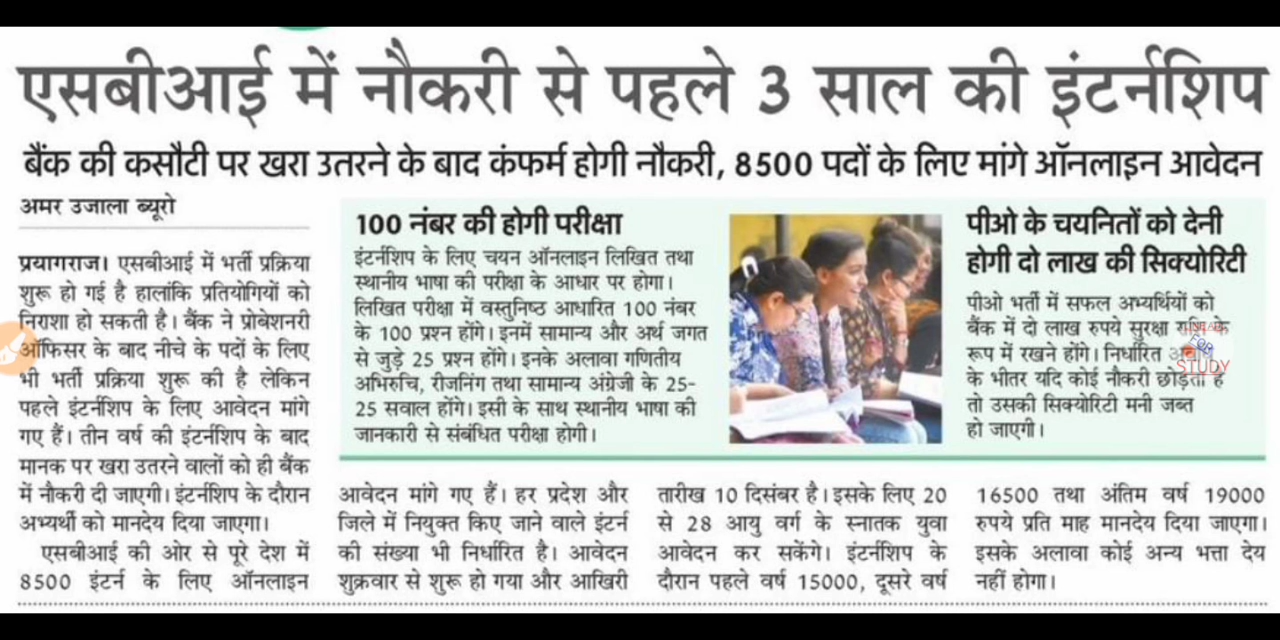 एसबीआई में नौकरी से पहले 3 साल की इंटर्नशिप
बैंक की कसौटी पर खरा उतरने के बाद कंफर्म होगी नौकरी, 8500 पदों के लिए मांगे ऑनलाइन आवेदन
अमर उजाला ब्यूरो
प्रयागराज। एसबीआई में भर्ती प्रक्रिया
शुरू हो गई है हालांकि प्रतियोगियों को
निराशा हो सकती है। बैंक ने प्रोबेशनरी
ऑफिसर के बाद नीचे के पदों के लिए
भी भर्ती प्रक्रिया शुरू की है लेकिन
पहले इंटर्नशिप के लिए आवेदन मांगे
गए हैं। तीन वर्ष की इंटर्नशिप के बाद
मानक पर खरा उतरने वालों को ही बैंक
में नौकरी दी जाएगी। इंटर्नशिप के दौरान
अभ्यर्थी को मानदेय दिया जाएगा।
एसबीआई की ओर से पूरे देश में
8500 इंटर्न के लिए ऑनलाइन
100 नंबर की होगी परीक्षा
इंटर्नशिप के लिए चयन ऑनलाइन लिखित तथा
स्थानीय भाषा की परीक्षा के आधार पर होगा।
लिखित परीक्षा में वस्तुनिष्ठ आधारित 100 नंबर
के 100 प्रश्न होंगे। इनमें सामान्य और अर्थ जगत
से जुड़े 25 प्रश्न होंगे। इनके अलावा गणितीय
अभिरुचि, रीजनिंग तथा सामान्य अंग्रेजी के 25-
25 सवाल होंगे। इसी के साथ स्थानीय भाषा की
जानकारी से संबंधित परीक्षा होगी।
पीओ के चयनितों को देनी
होगी दो लाख की सिक्योरिटी
पीओ भर्ती में सफल अभ्यर्थियों को
बैंक में दो लाख रुपये सुरक्षा के
रूप में रखने होंगे। निर्धारित
के भीतर यदि कोई नौकरी छोड़ता है
तो उसकी सिक्योरिटी मनी जब्त
हो जाएगी।
FOR
STUDY
आवेदन मांगे गए हैं। हर प्रदेश और
जिले में नियुक्त किए जाने वाले इंटर्न
की संख्या भी निर्धारित है। आवेदन
शुक्रवार से शुरू हो गया और आखिरी
तारीख 10 दिसंबर है। इसके लिए 20
से 28 आयु वर्ग के स्नातक युवा
आवेदन कर सकेंगे। इंटर्नशिप के
दौरान पहले वर्ष 15000, दूसरे वर्ष
16500 तथा अंतिम वर्ष 19000
रुपये प्रति माह मानदेय दिया जाएगा।
इसके अलावा कोई अन्य भत्ता देय
नहीं होगा।